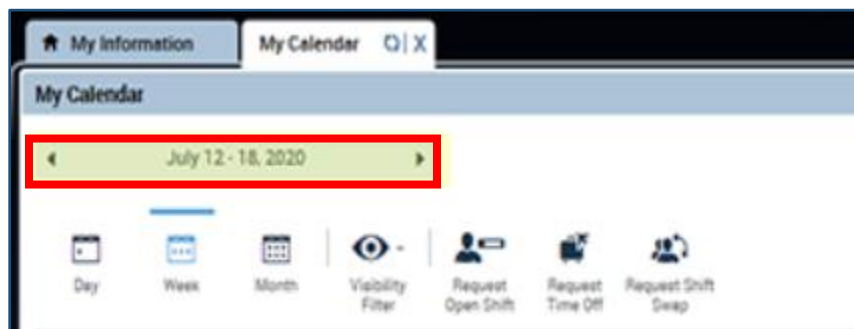 My Information
My Calendar
My Calendar
July 12 - 18, 2020
Day
Week
Month
Visibility
Filter
Request
Open Shift
Request
Time Off
Request Shift
Swap